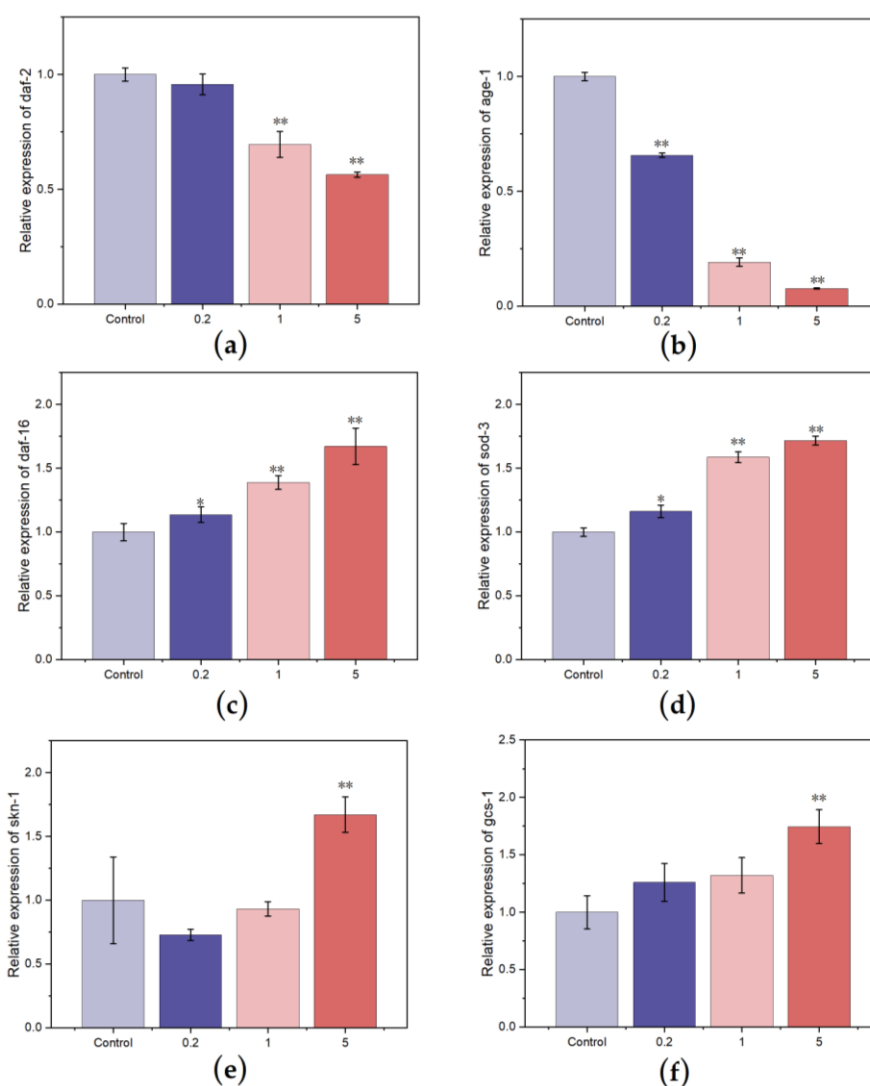 Relative expression of daf-2
1.0
0.5
0.0
**
**
Control 0.2 1 5
(a)
Relative expression of age-1
1.0
0.5
0.0
**
**
**
Control 0.2 1 5
(b)
Relative expression of daf-16
2.0
1.5
1.0
0.5
0.0
*
**
**
Control 0.2 1 5
(c)
Relative expression of sod-3
2.0
1.5
1.0
0.5
0.0
*
**
**
Control 0.2 1 5
(d)
Relative expression of skn-1
2.0
1.5
1.0
0.5
0.0
**
Control 0.2 1 5
(e)
Relative expression of gcs-1
2.5
2.0
1.5
1.0
0.5
0.0
**
Control 0.2 1 5
(f)